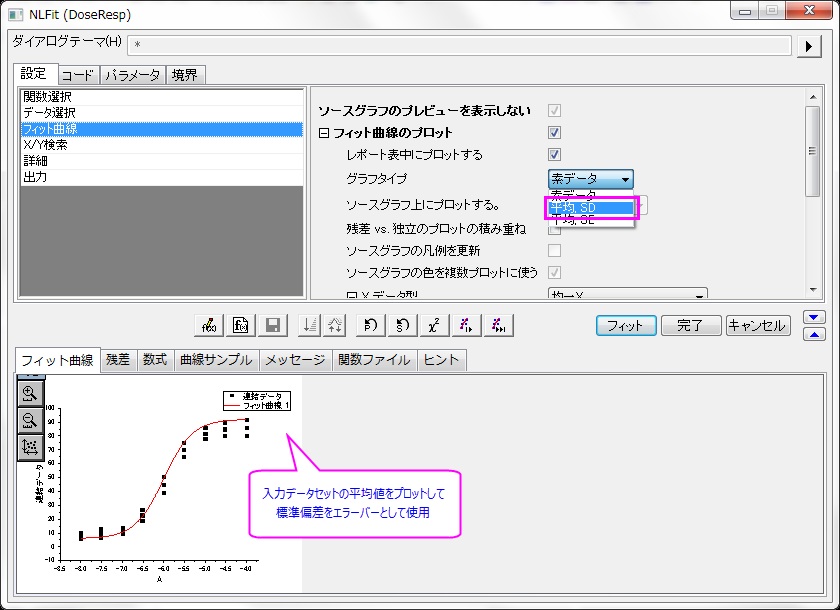 NLFit (DoseResp)
ダイアログテーマ(H) *
設定 コード パラメータ 境界
関数選択
データ選択
フィット曲線
X/Y検索
詳細
出力
ソースグラフのプレビューを表示しない
フィット曲線のプロット
レポート表中にプロットする
グラフタイプ 素データ
素データ
平均, SD
平均, SE
ソースグラフ上にプロットする。
残差 vs. 独立のプロットの積み重ね
ソースグラフの凡例を更新
ソースグラフの色を複数プロットに使う
X データ型 均一X
フィット 完了 キャンセル
フィット曲線 残差 数式 曲線サンプル メッセージ 関数ファイル ヒント
連結データ
フィット曲線 1
100
90
80
70
60
50
40
30
20
10
0
-10
連結データ
-8.5 -8.0 -7.5 -7.0 -6.5 -6.0 -5.5 -5.0 -4.5 -4.0
A
入力データセットの平均値をプロットして
標準偏差をエラーバーとして使用